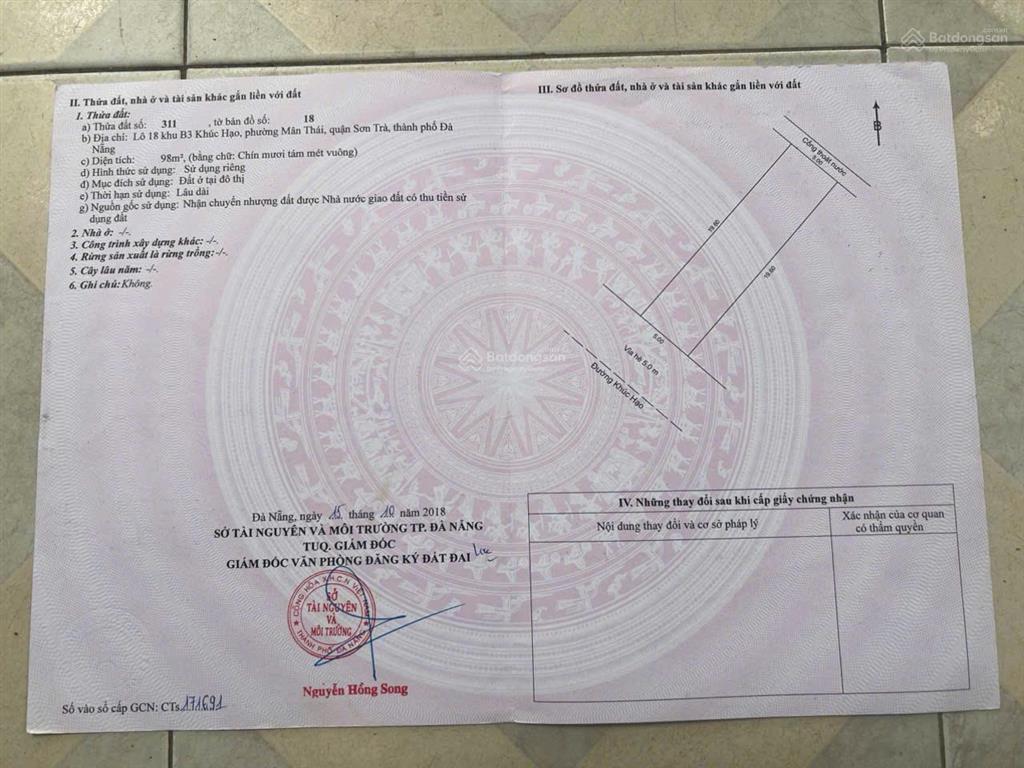 II. Thửa đất, nhà ở và tài sản khác gắn liền với đất
1. Thửa đất:
a) Thửa đất số: 311 , tờ bản đồ số: 18
b) Địa chỉ: Lô 18 khu B3 Khúc Hạo, phường Mân Thái, quận Sơn Trà, thành phố Đà
Nẵng
c) Diện tích: 98m², (bằng chữ: Chín mươi tám mét vuông)
d) Hình thức sử dụng: Sử dụng riêng
đ) Mục đích sử dụng: Đất ở tại đô thị
e) Thời hạn sử dụng: Lâu dài
g) Nguồn gốc sử dụng: Nhận chuyển nhượng đất được Nhà nước giao đất có thu tiền sử
dụng đất
2. Nhà ở: -/-.
3. Công trình xây dựng khác: -/-.
4. Rừng sản xuất là rừng trồng: -/-.
5. Cây lâu năm: -/-.
6. Ghi chú: Không.
Đà Nẵng, ngày 15 tháng 10 năm 2018
SỞ TÀI NGUYÊN VÀ MÔI TRƯỜNG TP. ĐÀ NẴNG
TUQ. GIÁM ĐỐC
GIÁM ĐỐC VĂN PHÒNG ĐĂNG KÝ ĐẤT ĐAI
CỘNG HÒA X.H.C.N VIỆT NAM
SỞ
TÀI NGUYÊN
VÀ
MÔI TRƯỜNG
THÀNH PHỐ ĐÀ NẴNG
Nguyễn Hồng Song
Số vào sổ cấp GCN: CTs 171691
III. Sơ đồ thửa đất, nhà ở và tài sản khác gắn liền với đất
B
Cống thoát nước
5.00
19.60
19.60
5.00
Vỉa hè 5.0 m
Đường Khúc Hạo
IV. Những thay đổi sau khi cấp giấy chứng nhận
Nội dung thay đổi và cơ sở pháp lý
Xác nhận của cơ quan
có thẩm quyền
Batdongsan
Batdongsan